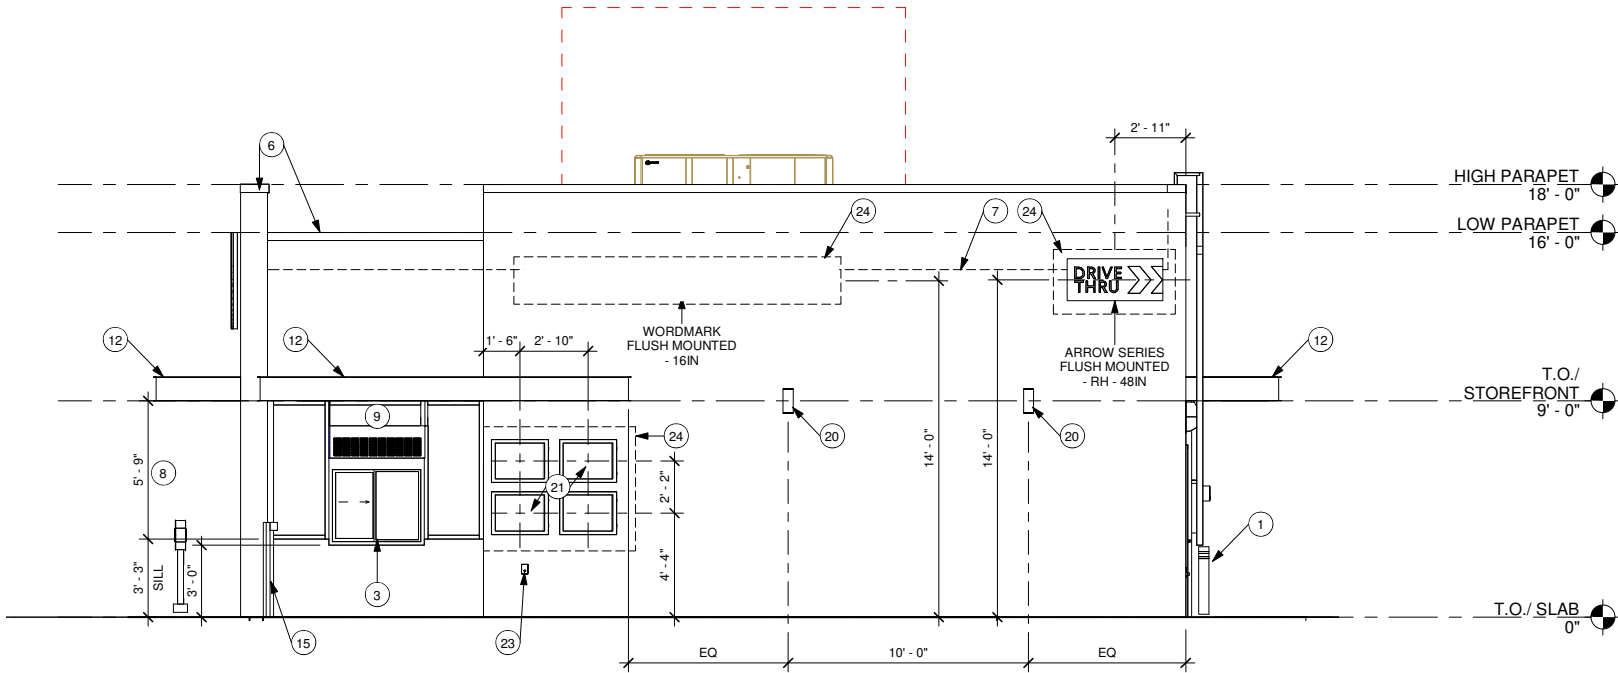 2' - 11"
6
HIGH PARAPET
18' - 0"
24
7
24
LOW PARAPET
16' - 0"
DRIVE
THRU
WORDMARK
FLUSH MOUNTED
- 16IN
12
12
1' - 6"
2' - 10"
ARROW SERIES
FLUSH MOUNTED
- RH - 48IN
12
T.O./
STOREFRONT
9' - 0"
9
24
20
20
14' - 0"
14' - 0"
5' - 9"
8
21
2' - 2"
1
3' - 3"
SILL
3' - 0"
3
4' - 4"
T.O./ SLAB
0"
15
23
EQ
10' - 0"
EQ